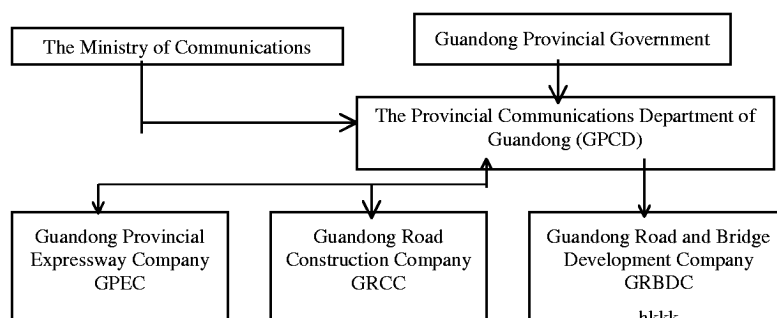 The Ministry of Communications
Guandong Provincial Government
The Provincial Communications Department of
Guandong (GPCD)
Guandong Provincial
Expressway Company
GPEC
Guandong Road
Construction Company
GRCC
Guandong Road and Bridge
Development Company
GRBDC
hkkk